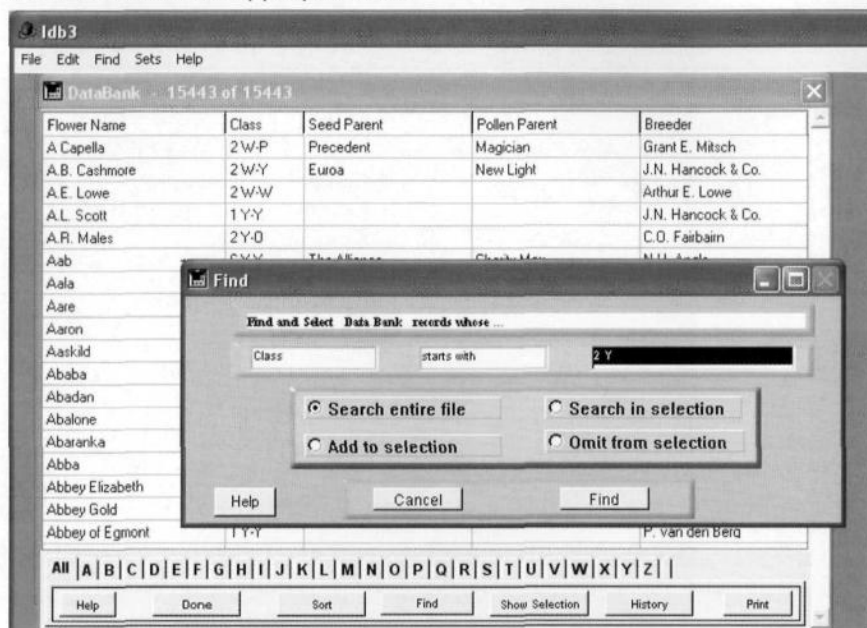 Idb3
File Edit Find Sets Help
DataBank - 15443 of 15443
Flower Name Class Seed Parent Pollen Parent Breeder
A Capella 2 W-P Precedent Magician Grant E. Mitsch
A.B. Cashmore 2 W-Y Euroa New Light J.N. Hancock & Co.
A.E. Lowe 2 W-W Arthur E. Lowe
A.L. Scott 1 Y-Y J.N. Hancock & Co.
A.R. Males 2 Y-O C.O. Fairbairn
Aab
Aala
Aare
Aaron
Aaskild
Ababa
Abadan
Abalone
Abaranka
Abba
Abbey Elizabeth
Abbey Gold
Abbey of Egmont 1 Y-Y P. van den Berg
Find
Find and Select Data Bank records whose ...
Class starts with 2 Y
Search entire file Search in selection
Add to selection Omit from selection
Help Cancel Find
All A B C D E F G H I J K L M N O P Q R S T U V W X Y Z
Help Done Sort Find Show Selection History Print